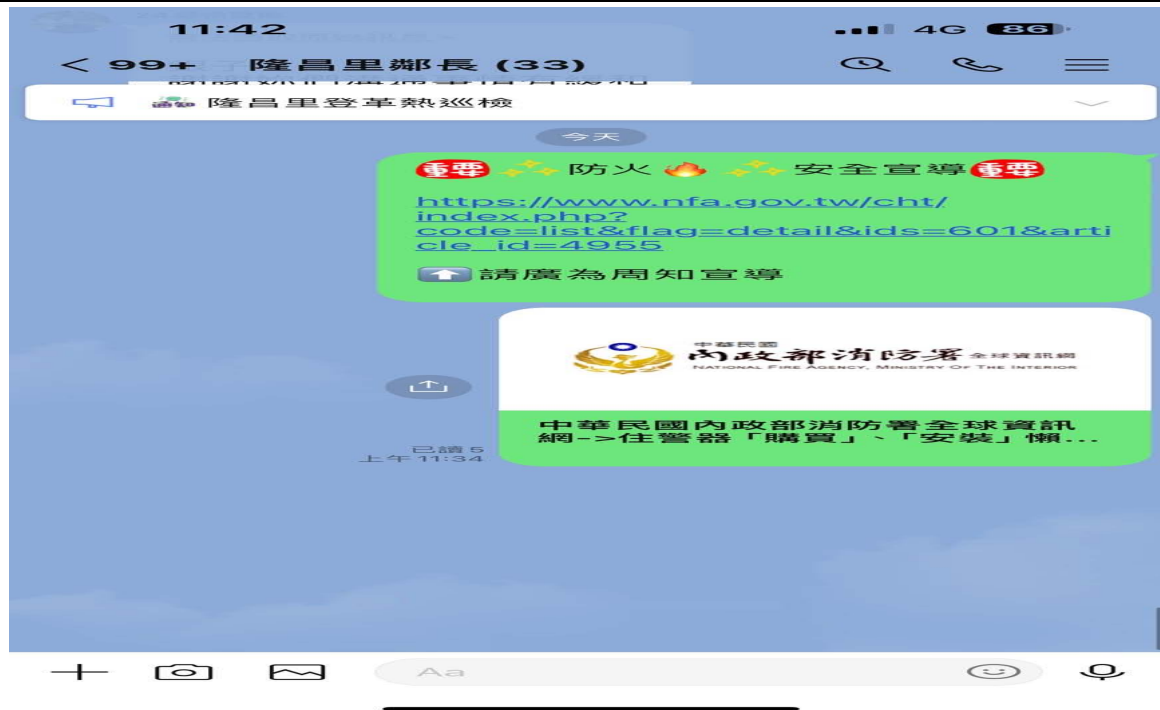 11:42
4G 86
99+ 隆昌里鄰長 (33)
通知 隆昌里登革熱巡檢
今天
重要 防火 安全宣導 重要
https://www.nfa.gov.tw/cht/
index.php?
code=list&flag=detail&ids=601&arti
cle_id=4955
請廣為周知宣導
中華民國
內政部消防署 全球資訊網
NATIONAL FIRE AGENCY, MINISTRY OF THE INTERIOR
中華民國內政部消防署全球資訊
網->住警器「購買」、「安裝」懶...
已讀 5
上午 11:34
Aa